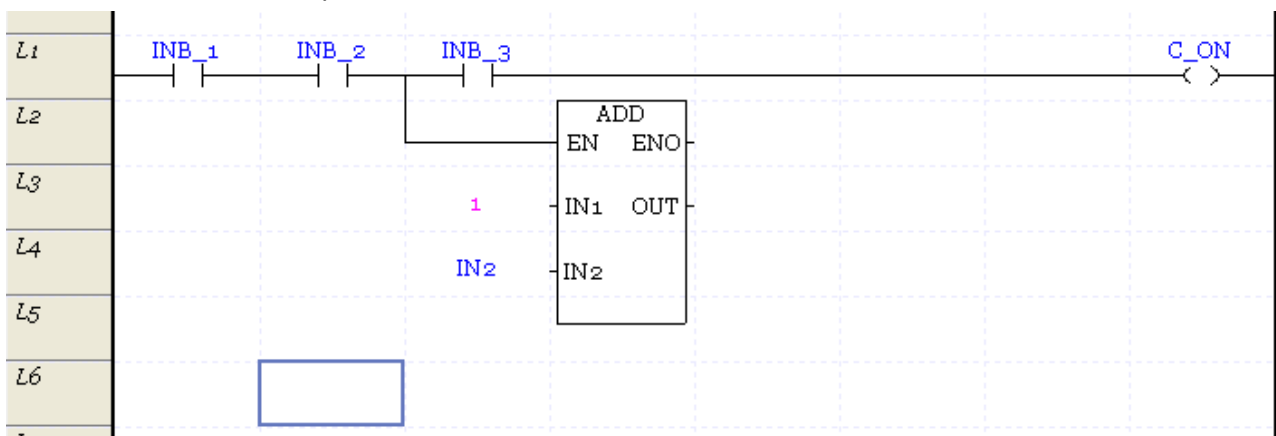 L1 INB_1 INB_2 INB_3 C_ON
L2 ADD
EN ENO
L3 1 IN1 OUT
L4 IN2 IN2
L5
L6